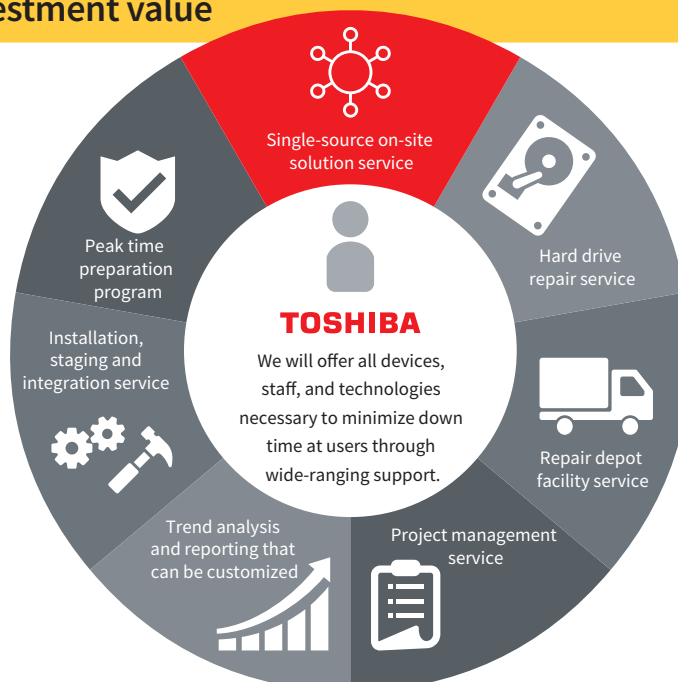 estment value
Single-source on-site
solution service
Hard drive
repair service
Repair depot
facility service
Project management
service
Trend analysis
and reporting that
can be customized
Installation,
staging and
integration service
Peak time
preparation
program
TOSHIBA
We will offer all devices,
staff, and technologies
necessary to minimize down
time at users through
wide-ranging support.